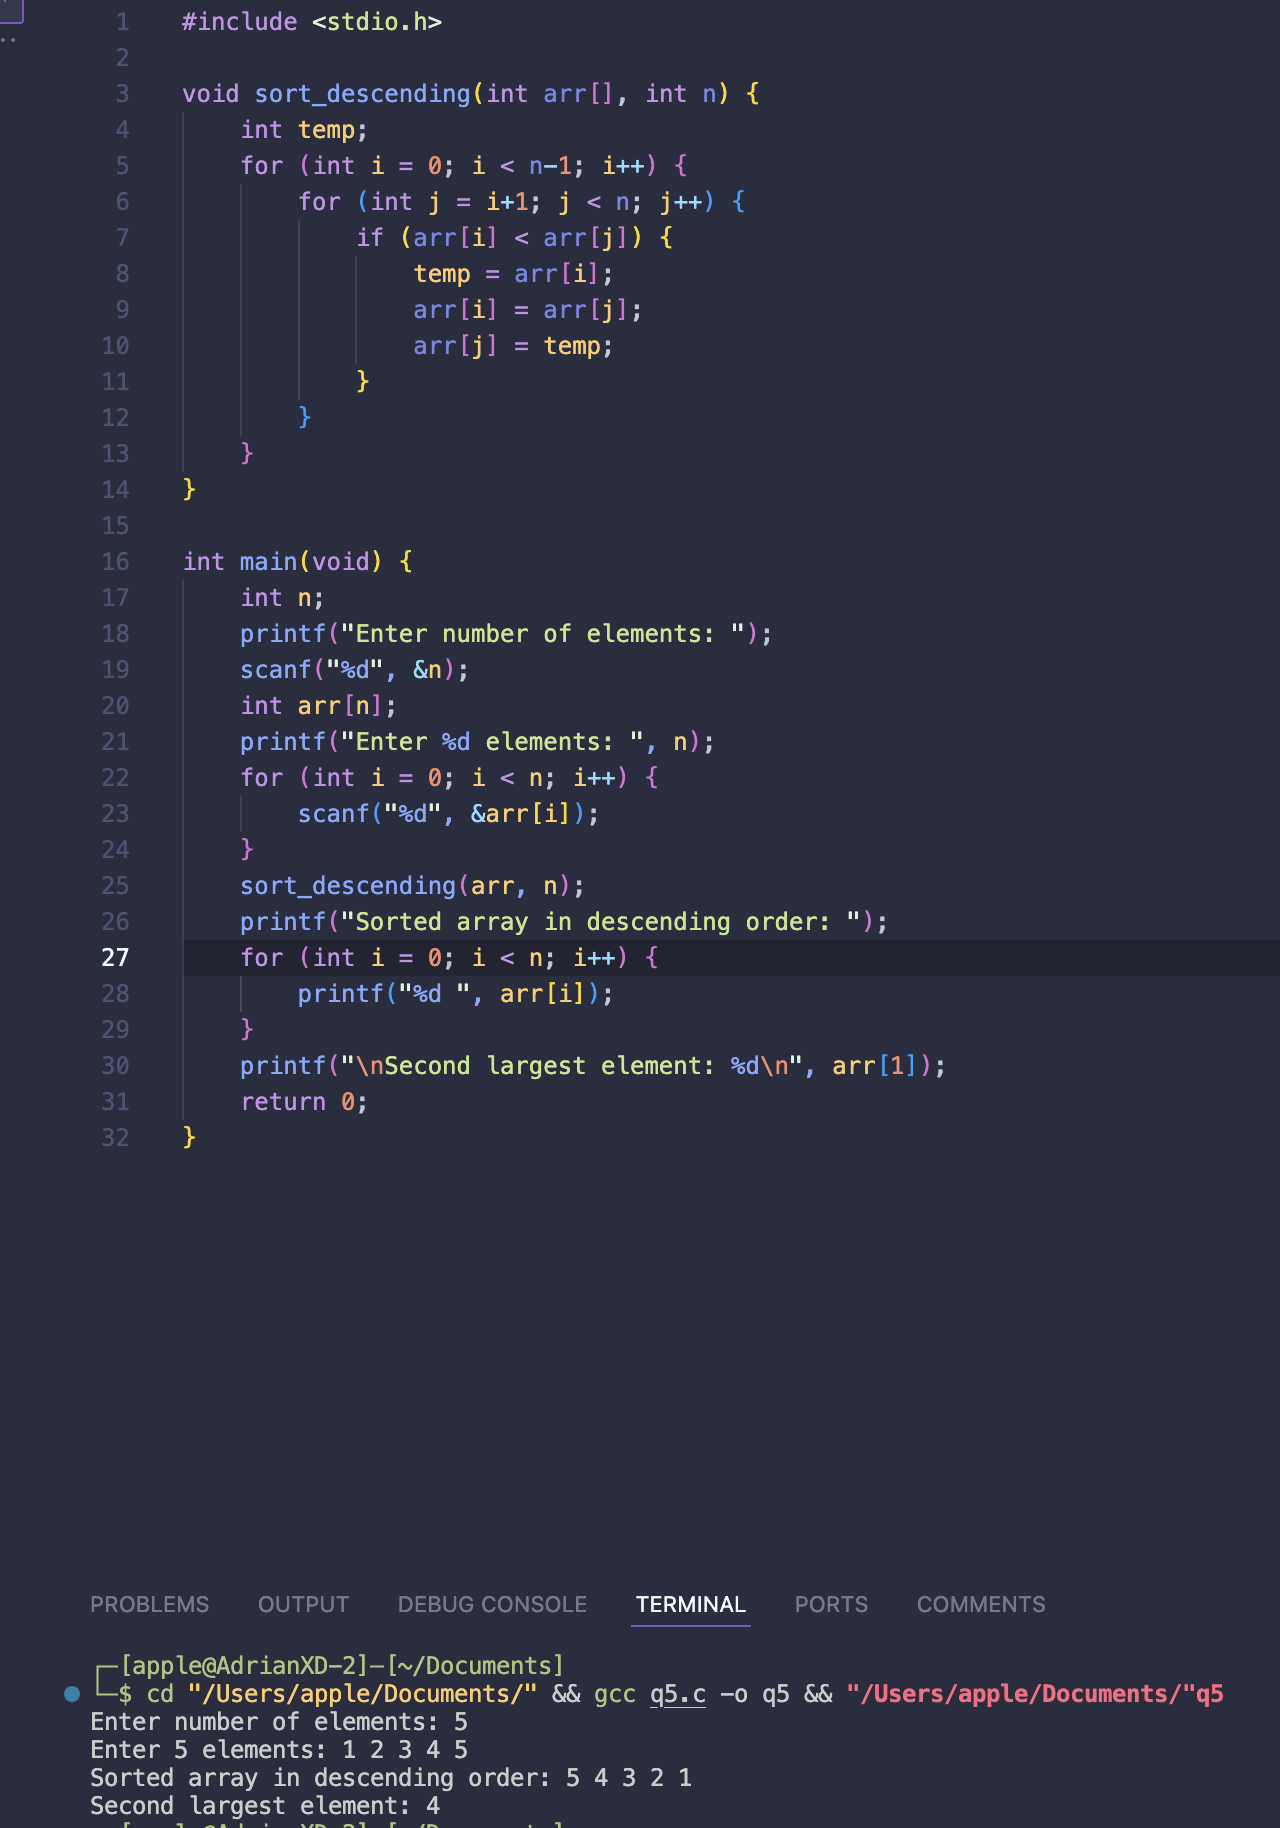 1 #include <stdio.h>
2
3 void sort_descending(int arr[], int n) {
4     int temp;
5     for (int i = 0; i < n-1; i++) {
6         for (int j = i+1; j < n; j++) {
7             if (arr[i] < arr[j]) {
8                 temp = arr[i];
9                 arr[i] = arr[j];
10                 arr[j] = temp;
11             }
12         }
13     }
14 }
15
16 int main(void) {
17     int n;
18     printf("Enter number of elements: ");
19     scanf("%d", &n);
20     int arr[n];
21     printf("Enter %d elements: ", n);
22     for (int i = 0; i < n; i++) {
23         scanf("%d", &arr[i]);
24     }
25     sort_descending(arr, n);
26     printf("Sorted array in descending order: ");
27     for (int i = 0; i < n; i++) {
28         printf("%d ", arr[i]);
29     }
30     printf("\nSecond largest element: %d\n", arr[1]);
31     return 0;
32 }
PROBLEMS OUTPUT DEBUG CONSOLE TERMINAL PORTS COMMENTS
┌─[apple@AdrianXD-2]─[~/Documents]
└─$ cd "/Users/apple/Documents/" && gcc q5.c -o q5 && "/Users/apple/Documents/"q5
Enter number of elements: 5
Enter 5 elements: 1 2 3 4 5
Sorted array in descending order: 5 4 3 2 1
Second largest element: 4